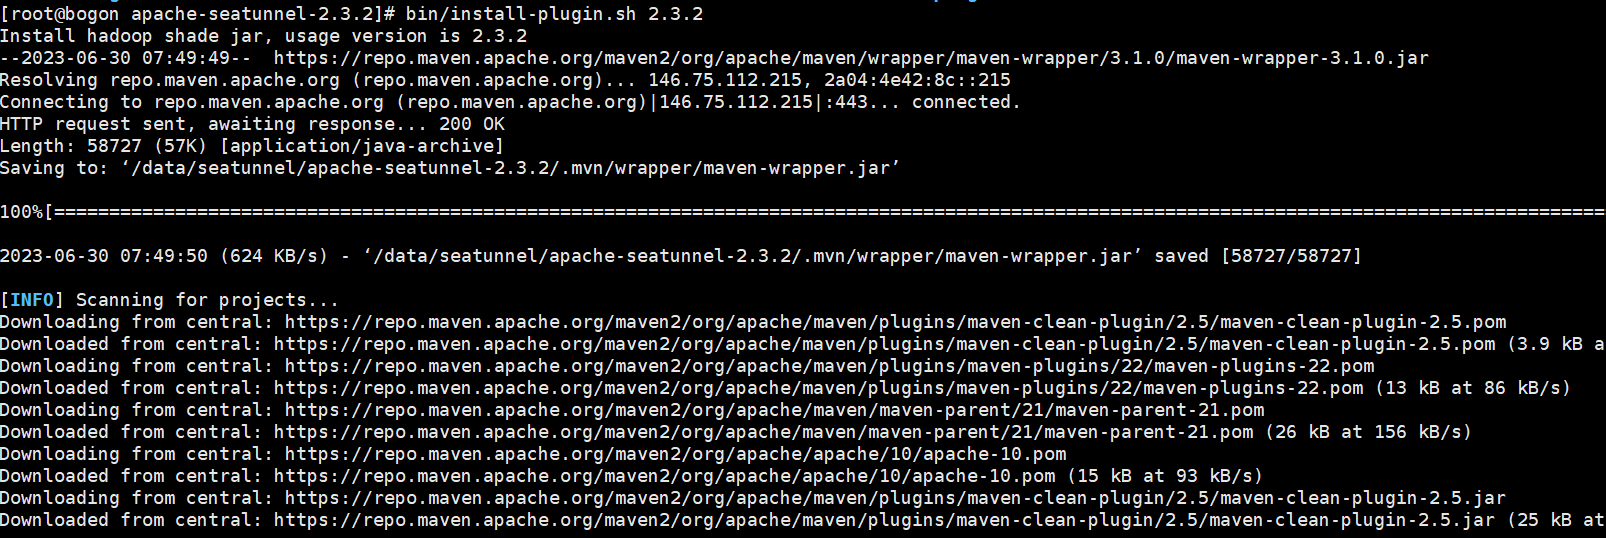 [root@bogon apache-seatunnel-2.3.2]# bin/install-plugin.sh 2.3.2
Install hadoop shade jar, usage version is 2.3.2
--2023-06-30 07:49:49--  https://repo.maven.apache.org/maven2/org/apache/maven/wrapper/maven-wrapper/3.1.0/maven-wrapper-3.1.0.jar
Resolving repo.maven.apache.org (repo.maven.apache.org)... 146.75.112.215, 2a04:4e42:8c::215
Connecting to repo.maven.apache.org (repo.maven.apache.org)|146.75.112.215|:443... connected.
HTTP request sent, awaiting response... 200 OK
Length: 58727 (57K) [application/java-archive]
Saving to: ‘/data/seatunnel/apache-seatunnel-2.3.2/.mvn/wrapper/maven-wrapper.jar’
100%[=============================================================================================================================================
2023-06-30 07:49:50 (624 KB/s) - ‘/data/seatunnel/apache-seatunnel-2.3.2/.mvn/wrapper/maven-wrapper.jar’ saved [58727/58727]
[INFO] Scanning for projects...
Downloading from central: https://repo.maven.apache.org/maven2/org/apache/maven/plugins/maven-clean-plugin/2.5/maven-clean-plugin-2.5.pom
Downloaded from central: https://repo.maven.apache.org/maven2/org/apache/maven/plugins/maven-clean-plugin/2.5/maven-clean-plugin-2.5.pom (3.9 kB a
Downloading from central: https://repo.maven.apache.org/maven2/org/apache/maven/plugins/maven-plugins/22/maven-plugins-22.pom
Downloaded from central: https://repo.maven.apache.org/maven2/org/apache/maven/plugins/maven-plugins/22/maven-plugins-22.pom (13 kB at 86 kB/s)
Downloading from central: https://repo.maven.apache.org/maven2/org/apache/maven/maven-parent/21/maven-parent-21.pom
Downloaded from central: https://repo.maven.apache.org/maven2/org/apache/maven/maven-parent/21/maven-parent-21.pom (26 kB at 156 kB/s)
Downloading from central: https://repo.maven.apache.org/maven2/org/apache/apache/10/apache-10.pom
Downloaded from central: https://repo.maven.apache.org/maven2/org/apache/apache/10/apache-10.pom (15 kB at 93 kB/s)
Downloading from central: https://repo.maven.apache.org/maven2/org/apache/maven/plugins/maven-clean-plugin/2.5/maven-clean-plugin-2.5.jar
Downloaded from central: https://repo.maven.apache.org/maven2/org/apache/maven/plugins/maven-clean-plugin/2.5/maven-clean-plugin-2.5.jar (25 kB at